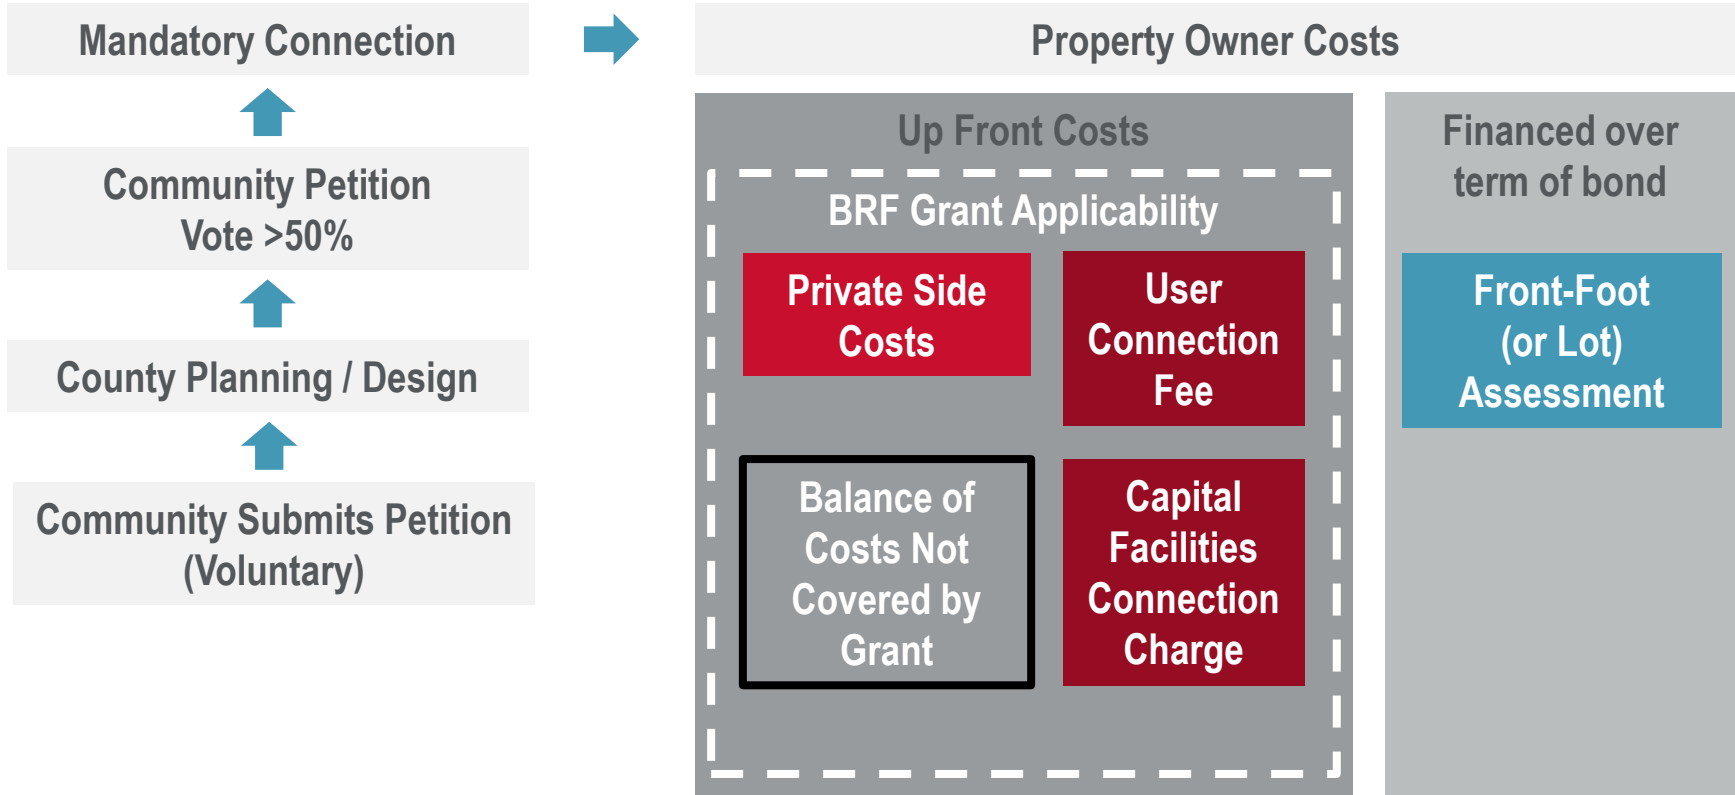 Mandatory Connection
Community Petition
Vote >50%
County Planning / Design
Community Submits Petition
(Voluntary)
Property Owner Costs
Up Front Costs
BRF Grant Applicability
Private Side
Costs
User
Connection
Fee
Balance of
Costs Not
Covered by
Grant
Capital
Facilities
Connection
Charge
Financed over
term of bond
Front-Foot
(or Lot)
Assessment